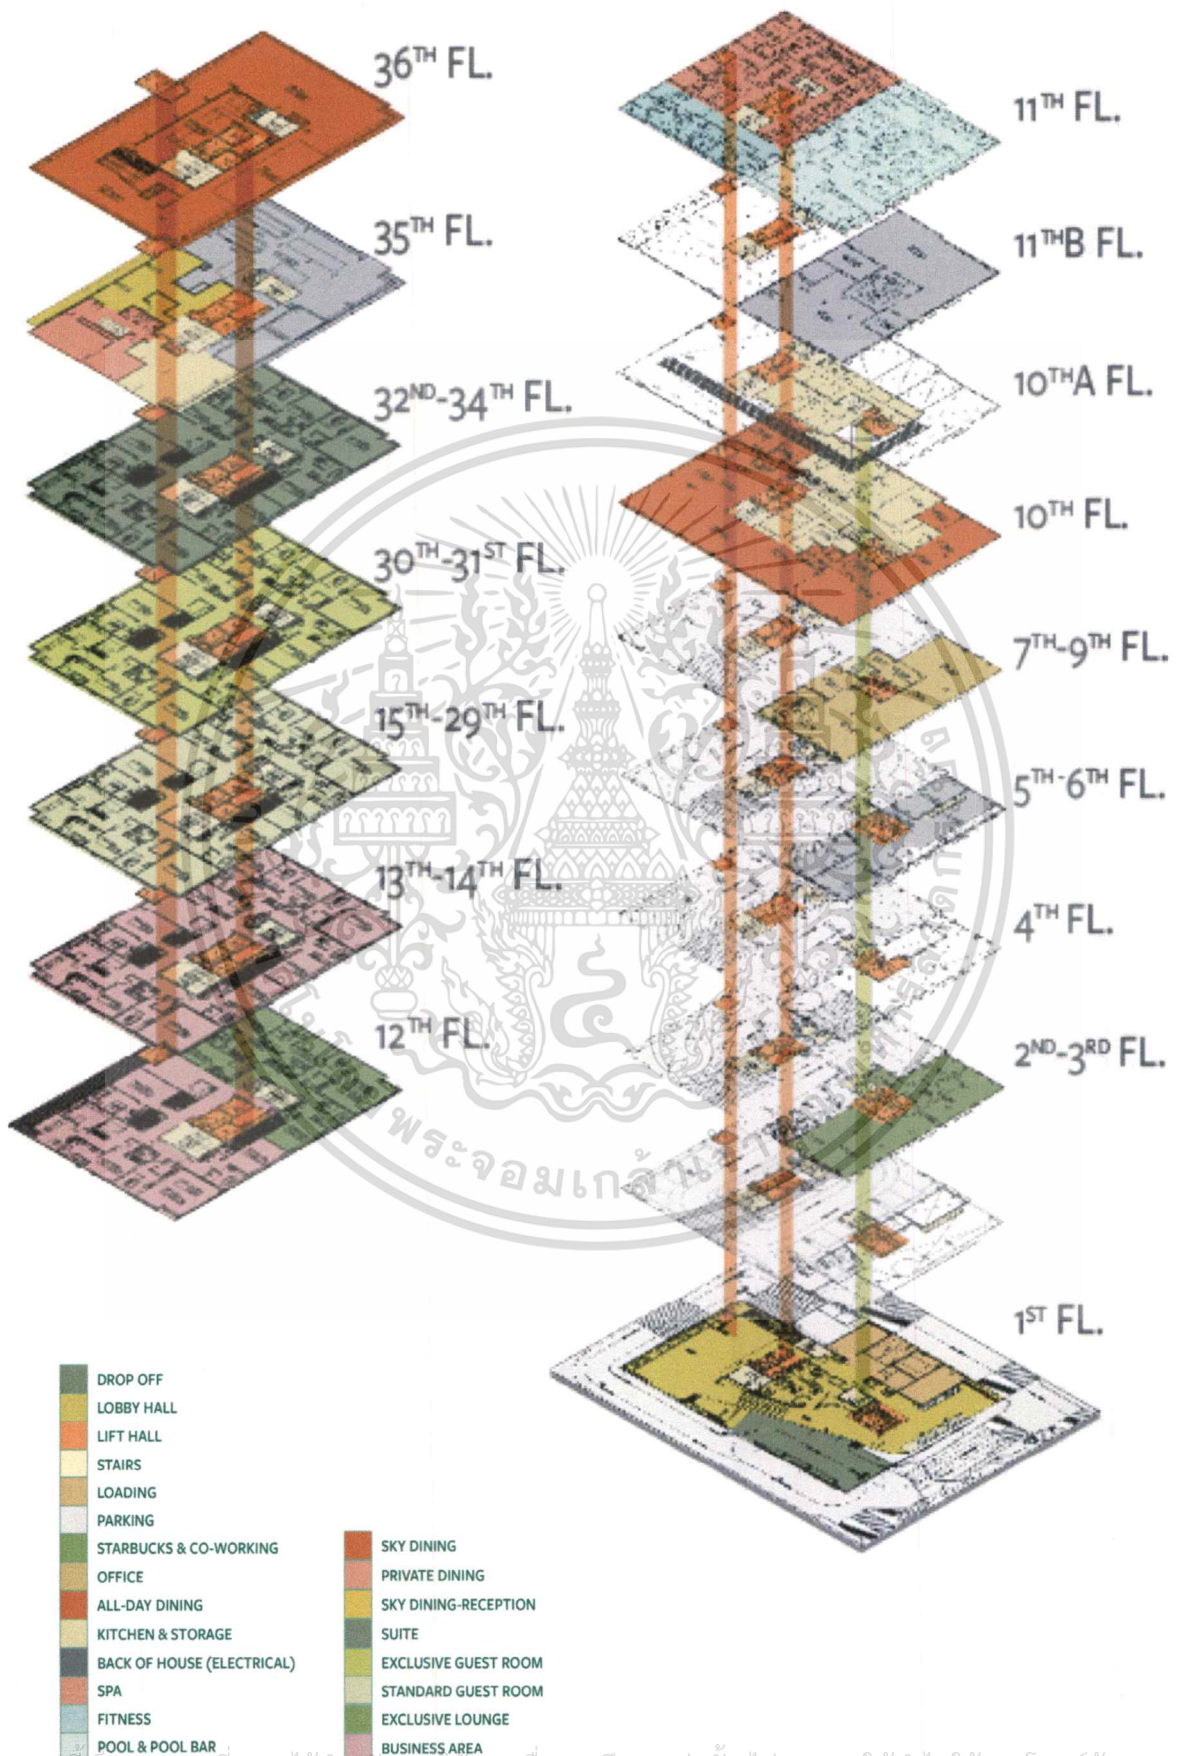 36TH FL.
35TH FL.
32ND-34TH FL.
30TH-31ST FL.
15TH-29TH FL.
13TH-14TH FL.
12TH FL.
11TH FL.
11THB FL.
10THA FL.
10TH FL.
7TH-9TH FL.
5TH-6TH FL.
4TH FL.
2ND-3RD FL.
1ST FL.
พระจอมเกล้า
DROP OFF
LOBBY HALL
LIFT HALL
STAIRS
LOADING
PARKING
STARBUCKS & CO-WORKING
OFFICE
ALL-DAY DINING
KITCHEN & STORAGE
BACK OF HOUSE (ELECTRICAL)
SPA
FITNESS
POOL & POOL BAR
SKY DINING
PRIVATE DINING
SKY DINING-RECEPTION
SUITE
EXCLUSIVE GUEST ROOM
STANDARD GUEST ROOM
EXCLUSIVE LOUNGE
BUSINESS AREA